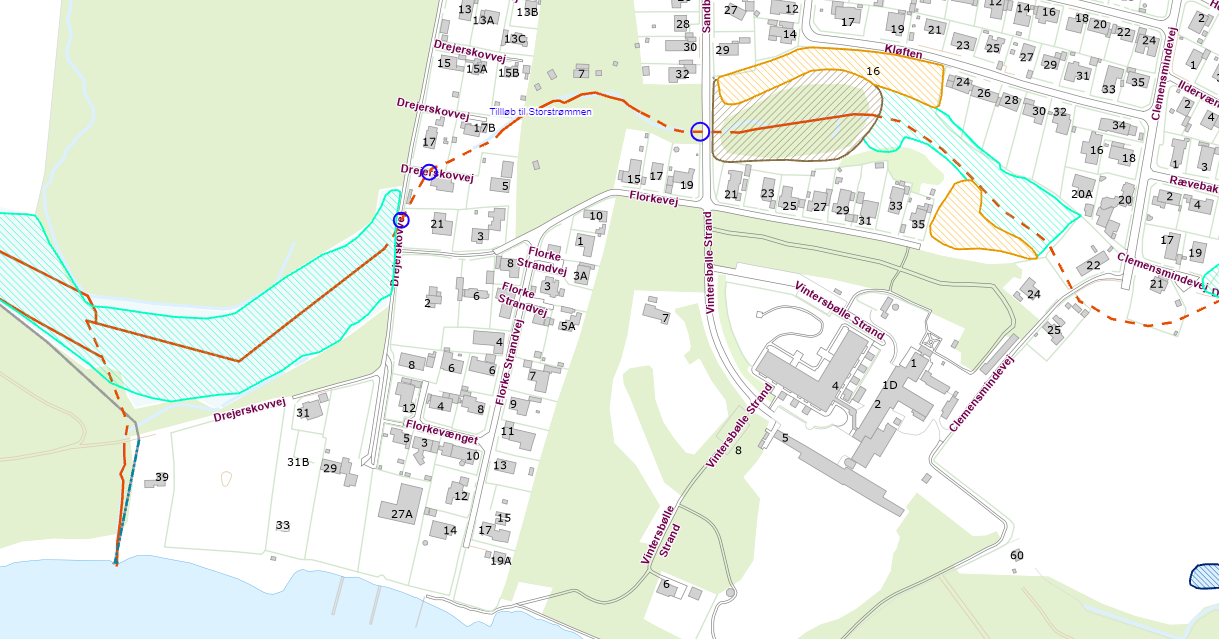 13
13A
13B
28
27
12
14
17
19
21
23
25
27
29
31
33
35
12
14
16
18
20
22
24
2
1
Drejerskovvej
15
15A
15B
13C
7
30
32
29
14
Sandb
Kløften
16
24
26
28
30
32
34
Clemensmindevej
Ildervæn
2
4
1
3
Drejerskovvej
17
17B
Tilløb til Storstrømmen
16
18
Drejerskovvej
5
15
17
19
Florkevej
21
23
25
27
29
31
33
35
20A
20
Rævebak
2
4
17
19
21
3
10
1
Drejerskovvej
Florke
Strandvej
8
3
3A
Florke
Strandvej
2
6
5A
Vintersbølle Strand
Vintersbølle Strand
22
24
25
Clemensmindevej
21
7
Florke Strandvej
4
8
6
6
7
12
4
8
9
4
1
1D
2
5
8
Vintersbølle Strand
Clemensmindevej
Drejerskovvej
31
Florkevænget
5
3
10
11
31B
29
13
39
12
27A
33
14
15
17
19A
Vintersbølle
Strand
6
60